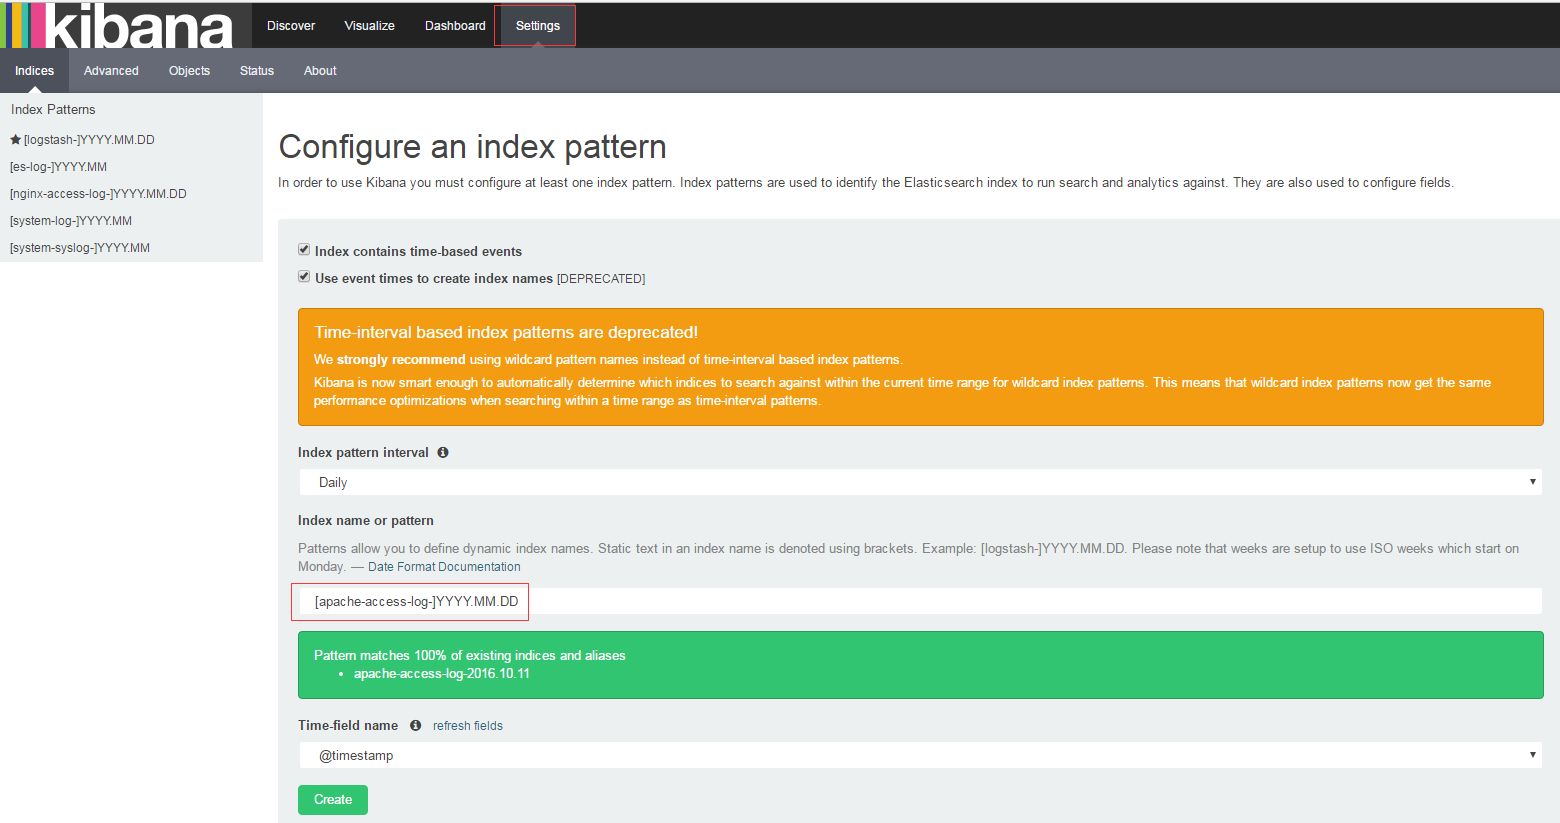 kibana
Discover
Visualize
Dashboard
Settings
Indices
Advanced
Objects
Status
About
Index Patterns
[logstash-]YYYY.MM.DD
[es-log-]YYYY.MM
[nginx-access-log-]YYYY.MM.DD
[system-log-]YYYY.MM
[system-syslog-]YYYY.MM
Configure an index pattern
In order to use Kibana you must configure at least one index pattern. Index patterns are used to identify the Elasticsearch index to run search and analytics against. They are also used to configure fields.
Index contains time-based events
Use event times to create index names [DEPRECATED]
Time-interval based index patterns are deprecated!
We strongly recommend using wildcard pattern names instead of time-interval based index patterns.
Kibana is now smart enough to automatically determine which indices to search against within the current time range for wildcard index patterns. This means that wildcard index patterns now get the same
performance optimizations when searching within a time range as time-interval patterns.
Index pattern interval
Daily
Index name or pattern
Patterns allow you to define dynamic index names. Static text in an index name is denoted using brackets. Example: [logstash-]YYYY.MM.DD. Please note that weeks are setup to use ISO weeks which start on
Monday. — Date Format Documentation
[apache-access-log-]YYYY.MM.DD
Pattern matches 100% of existing indices and aliases
• apache-access-log-2016.10.11
Time-field name refresh fields
@timestamp
Create